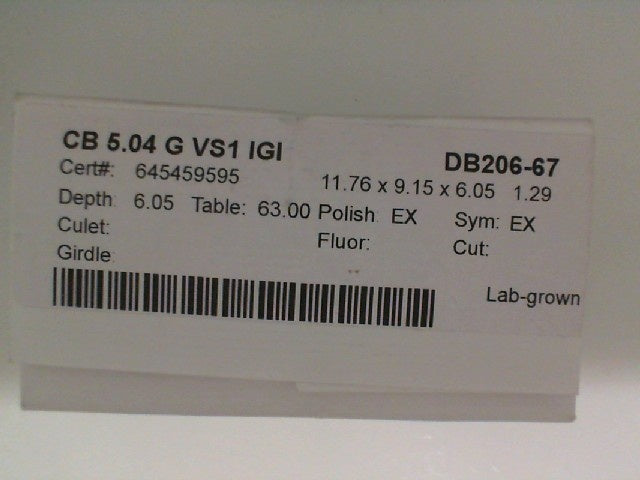 CB 5.04 G VS1 IGI DB206-67
Cert#: 645459595 11.76 x 9.15 x 6.05 1.29
Depth: 6.05 Table: 63.00 Polish: EX Sym: EX
Culet: Fluor: Cut:
Girdle:
Lab-grown